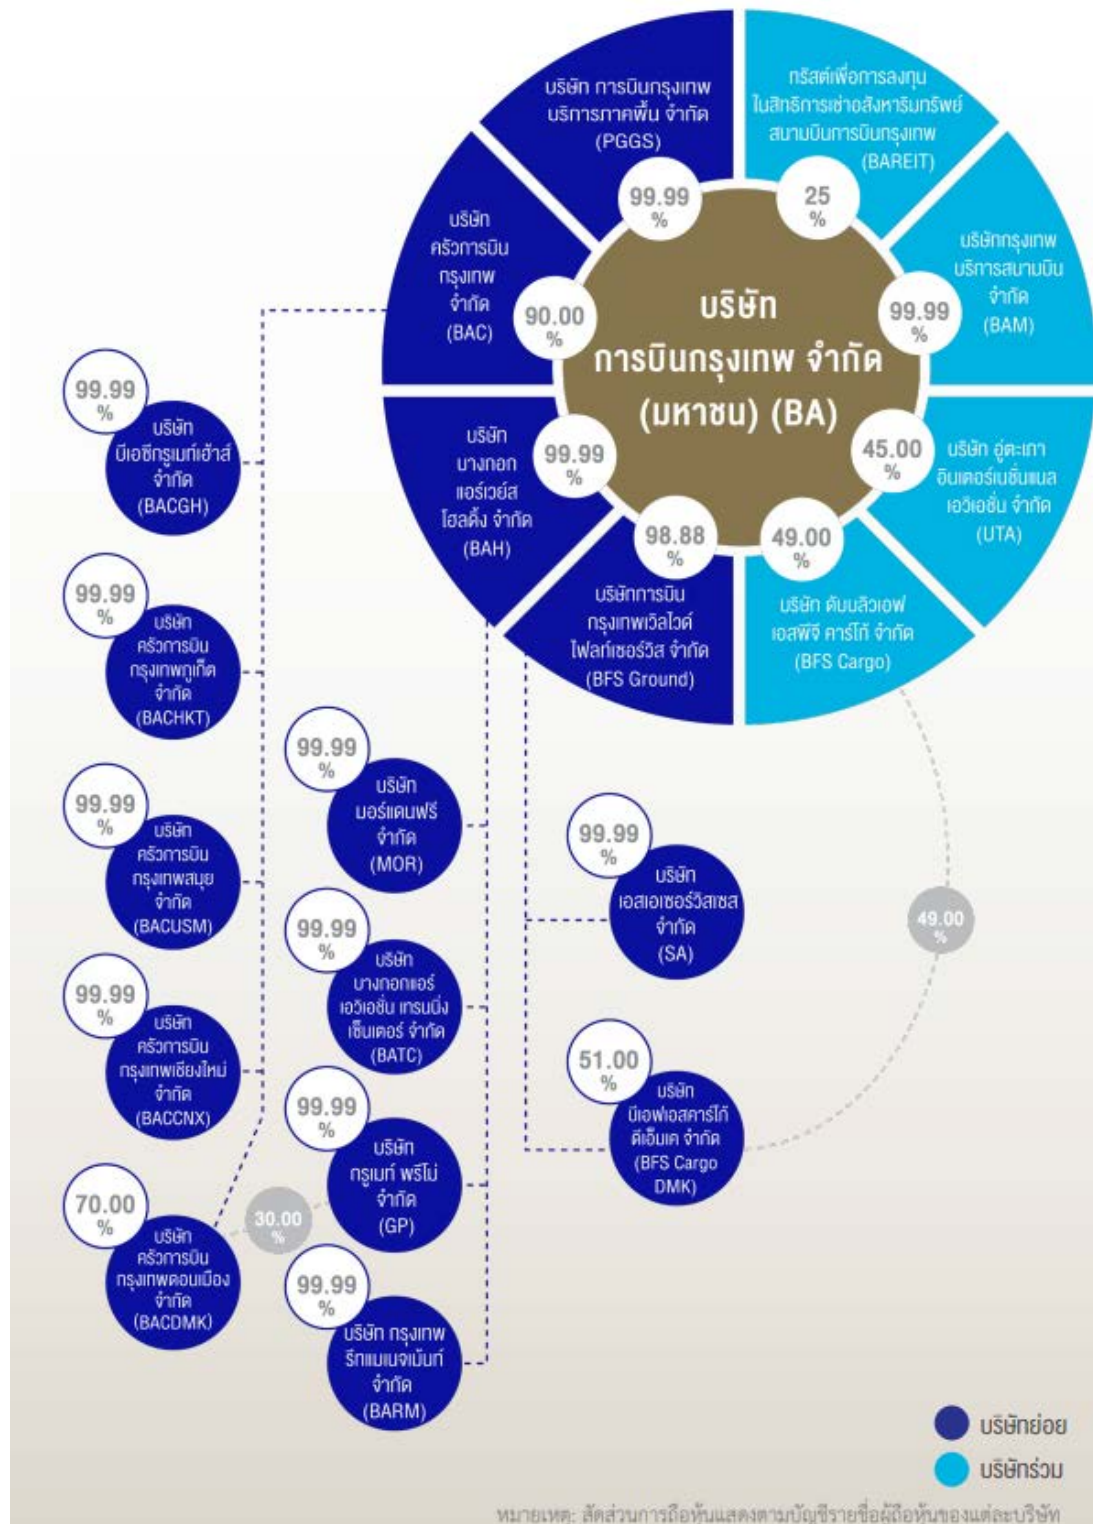 บริษัท การบินกรุงเทพ
บริการภาคพื้น จำกัด
(PGGS)
99.99
%
ทรัสต์เพื่อการลงทุน
ในสิทธิการเช่าอสังหาริมทรัพย์
สนามบินการบินกรุงเทพ
(BAREIT)
25
%
บริษัท
ครัวการบิน
กรุงเทพ
จำกัด
(BAC)
90.00
%
บริษัทกรุงเทพ
บริการสนามบิน
จำกัด
(BAM)
99.99
%
บริษัท
การบินกรุงเทพ จำกัด
(มหาชน) (BA)
บริษัท
บางกอก
แอร์เวย์ส
โฮลดิ้ง จำกัด
(BAH)
99.99
%
บริษัท อู่ตะเภา
อินเตอร์เนชั่นแนล
เอวิเอชั่น จำกัด
(UTA)
45.00
%
บริษัทการบิน
กรุงเทพเวิลไวด์
ไฟลท์เซอร์วิส จำกัด
(BFS Ground)
98.88
%
บริษัท ดับบลิวเอฟ
เอสพีจี คาร์โก้ จำกัด
(BFS Cargo)
49.00
%
99.99
%
บริษัท
บีเอซีกรูเมท์เฮ้าส์
จำกัด
(BACGH)
99.99
%
บริษัท
ครัวการบิน
กรุงเทพภูเก็ต
จำกัด
(BACHKT)
99.99
%
บริษัท
ครัวการบิน
กรุงเทพสมุย
จำกัด
(BACUSM)
99.99
%
บริษัท
ครัวการบิน
กรุงเทพเชียงใหม่
จำกัด
(BACCNX)
70.00
%
บริษัท
ครัวการบิน
กรุงเทพดอนเมือง
จำกัด
(BACDMK)
30.00
%
99.99
%
บริษัท
มอร์แดนฟรี
จำกัด
(MOR)
99.99
%
บริษัท
บางกอกแอร์
เอวิเอชั่น เทรนนิ่ง
เซ็นเตอร์ จำกัด
(BATC)
99.99
%
บริษัท
กรูเมท์ พรีโม่
จำกัด
(GP)
99.99
%
บริษัท กรุงเทพ
รีทแมเนจเม้นท์
จำกัด
(BARM)
99.99
%
บริษัท
เอสเอเซอร์วิสเซส
จำกัด
(SA)
51.00
%
บริษัท
บีเอฟเอสคาร์โก้
ดีเอ็มเค จำกัด
(BFS Cargo
DMK)
49.00
%
บริษัทย่อย
บริษัทร่วม
หมายเหตุ: สัดส่วนการถือหุ้นแสดงตามบัญชีรายชื่อผู้ถือหุ้นของแต่ละบริษัท